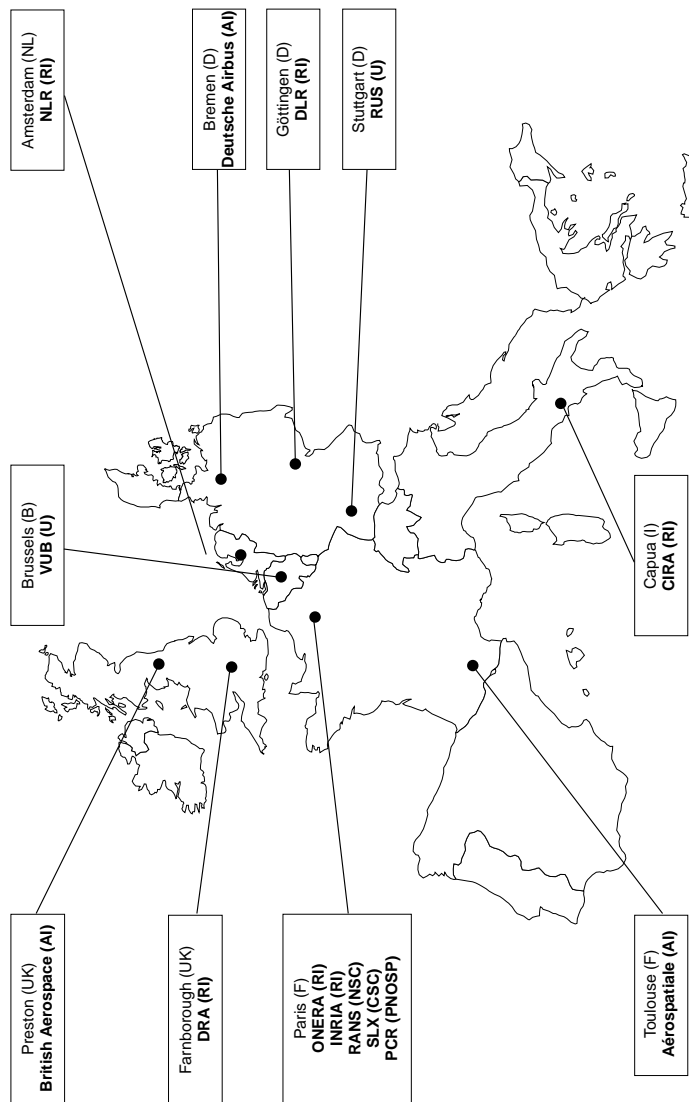 Preston (UK)
British Aerospace (AI)
Farnborough (UK)
DRA (RI)
Paris (F)
ONERA (RI)
INRIA (RI)
RANS (NSC)
SLX (CSC)
PCR (PNOSP)
Toulouse (F)
Aérospatiale (AI)
Brussels (B)
VUB (U)
Capua (I)
CIRA (RI)
Amsterdam (NL)
NLR (RI)
Bremen (D)
Deutsche Airbus (AI)
Göttingen (D)
DLR (RI)
Stuttgart (D)
RUS (U)